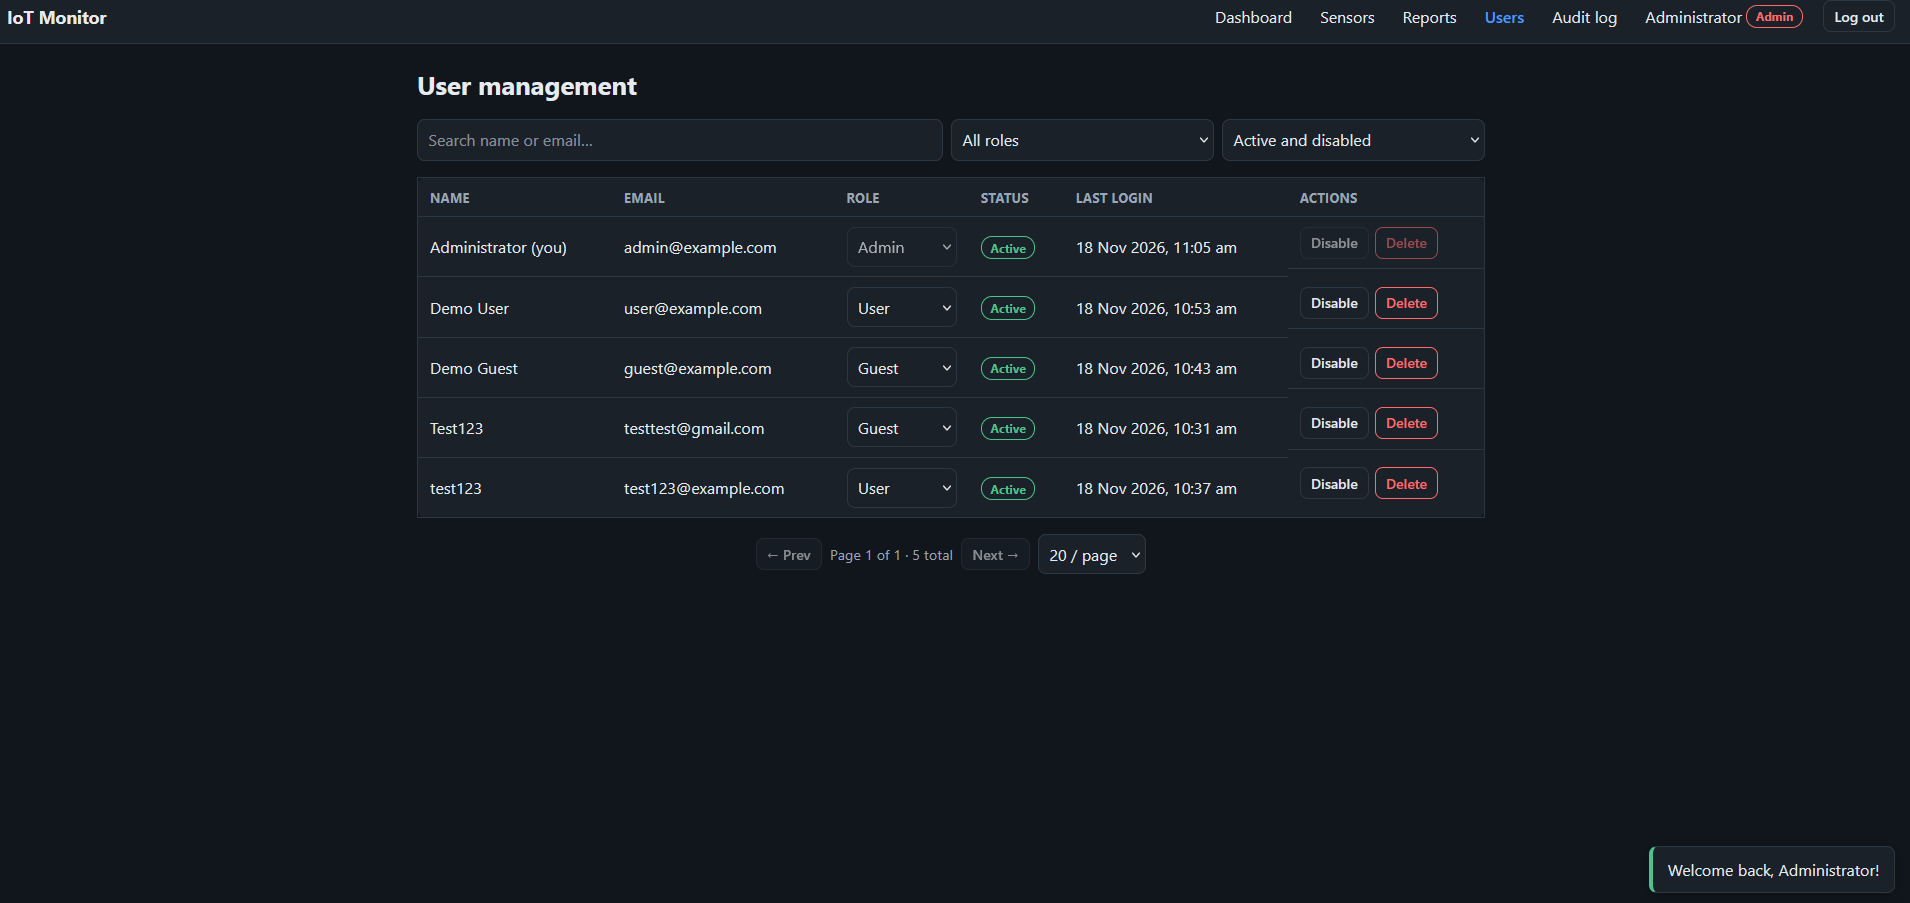 IoT Monitor Dashboard Sensors Reports Users Audit log Administrator Admin Log out
User management
Search name or email... All roles Active and disabled
NAME EMAIL ROLE STATUS LAST LOGIN ACTIONS
Administrator (you) admin@example.com Admin Active 18 Nov 2026, 11:05 am Disable Delete
Demo User user@example.com User Active 18 Nov 2026, 10:53 am Disable Delete
Demo Guest guest@example.com Guest Active 18 Nov 2026, 10:43 am Disable Delete
Test123 testtest@gmail.com Guest Active 18 Nov 2026, 10:31 am Disable Delete
test123 test123@example.com User Active 18 Nov 2026, 10:37 am Disable Delete
← Prev Page 1 of 1 · 5 total Next → 20 / page
Welcome back, Administrator!